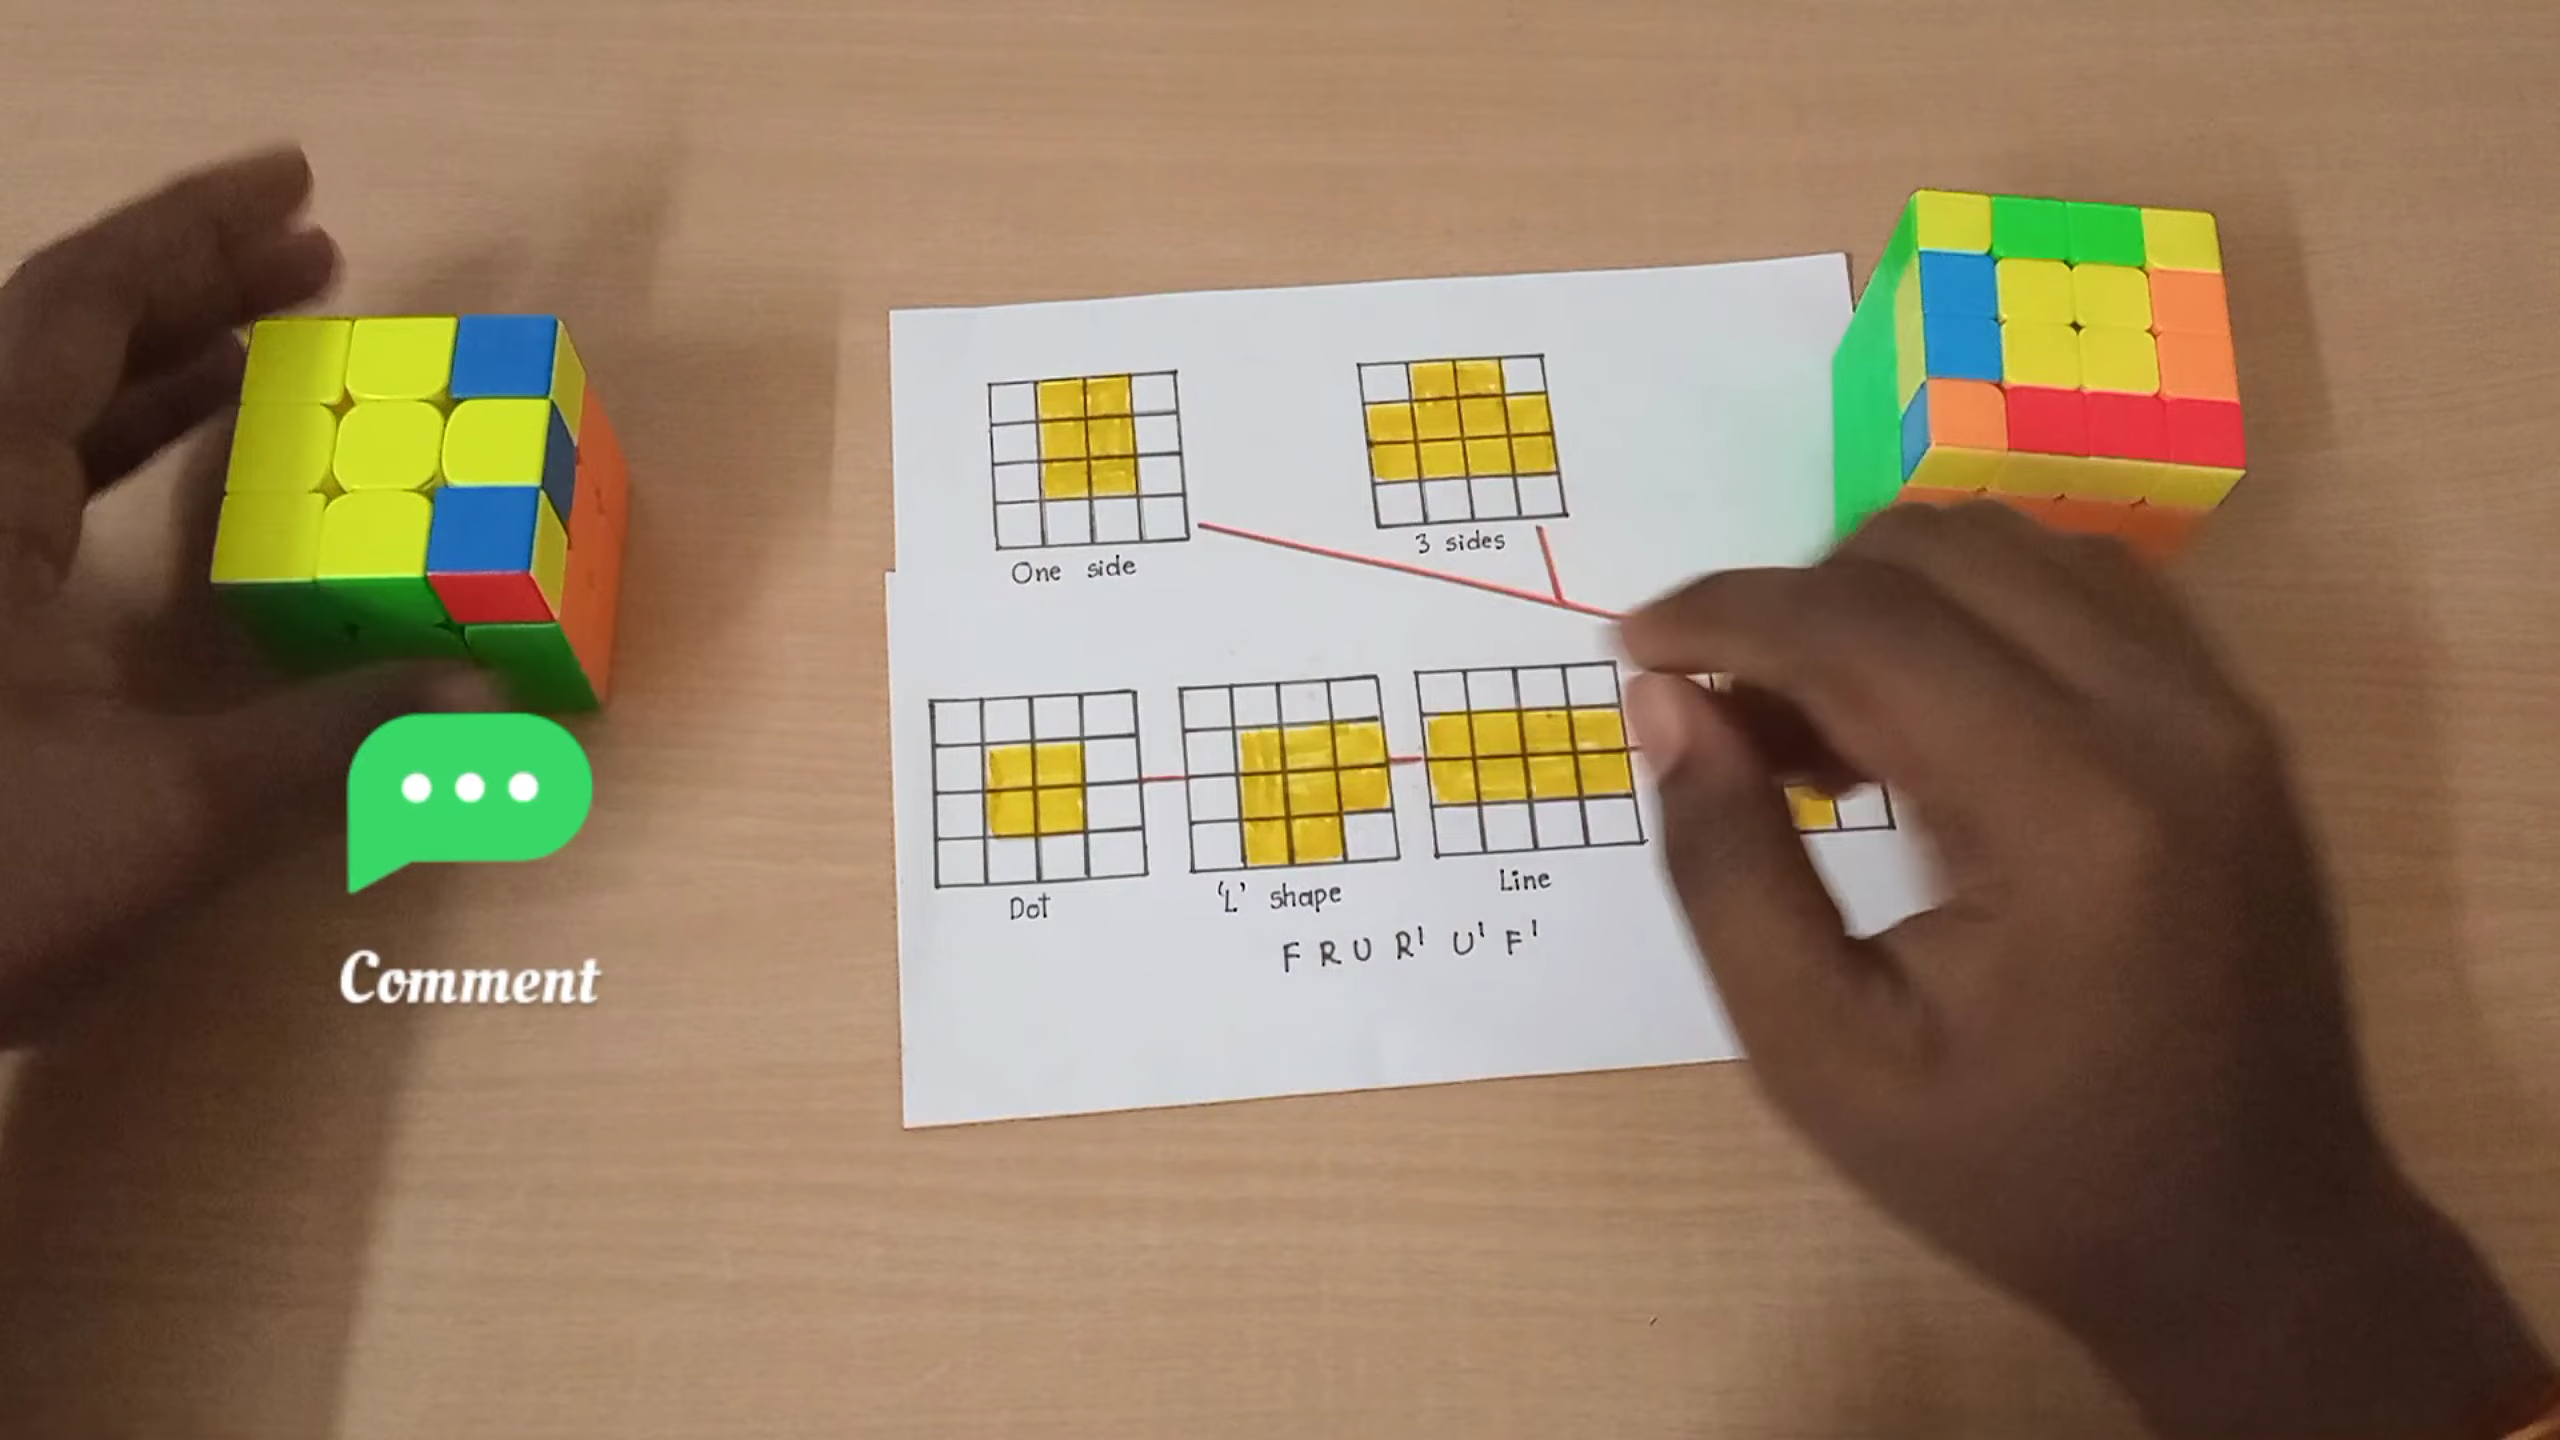 One side
3 sides
Dot
'L' shape
Line
F R U R' U' F'
Comment